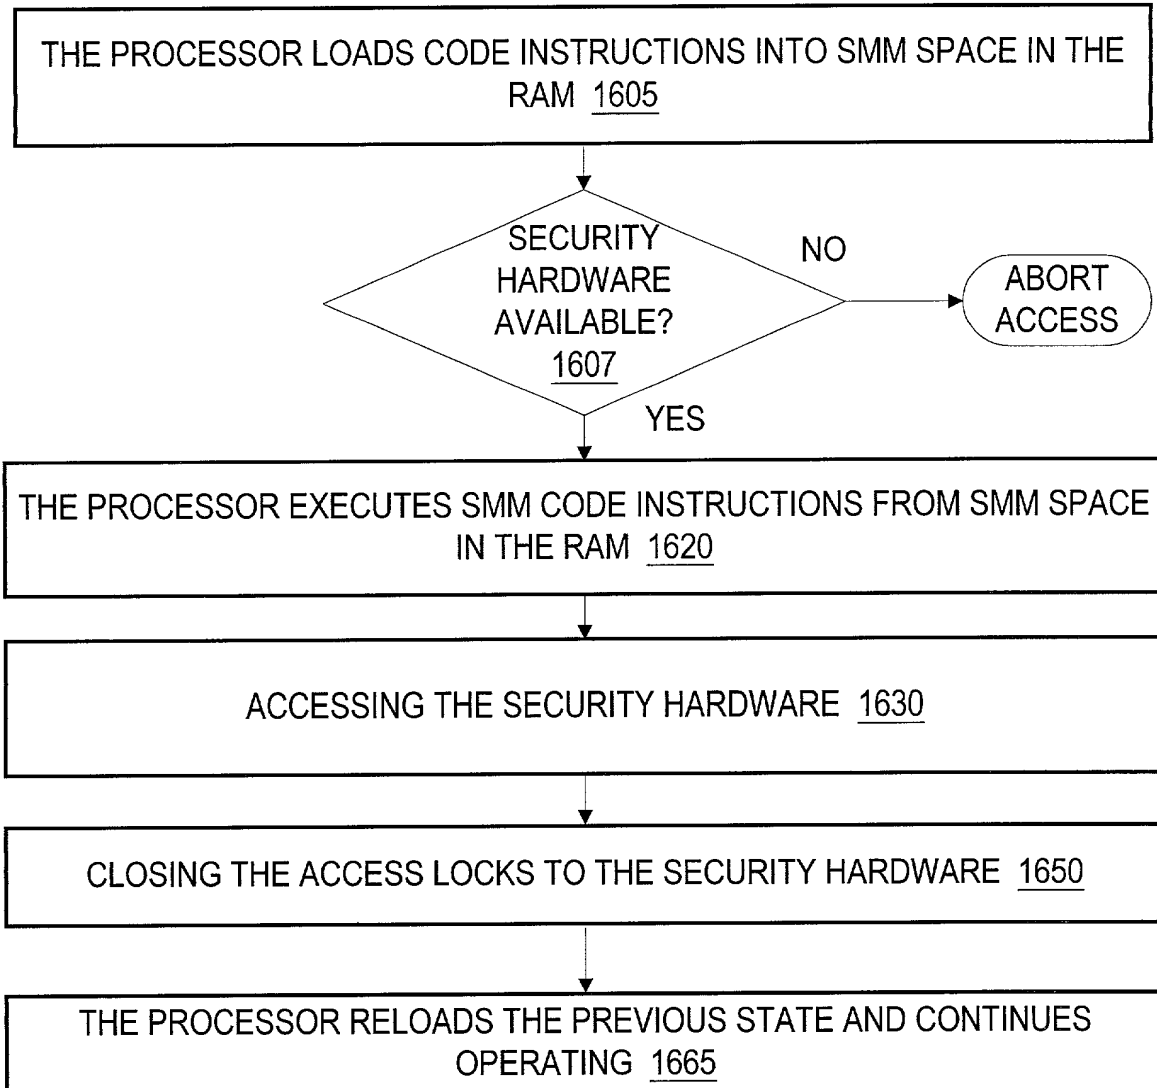 THE PROCESSOR LOADS CODE INSTRUCTIONS INTO SMM SPACE IN THE
RAM 1605
SECURITY
HARDWARE
AVAILABLE?
1607
NO
ABORT
ACCESS
YES
THE PROCESSOR EXECUTES SMM CODE INSTRUCTIONS FROM SMM SPACE
IN THE RAM 1620
ACCESSING THE SECURITY HARDWARE 1630
CLOSING THE ACCESS LOCKS TO THE SECURITY HARDWARE 1650
THE PROCESSOR RELOADS THE PREVIOUS STATE AND CONTINUES
OPERATING 1665